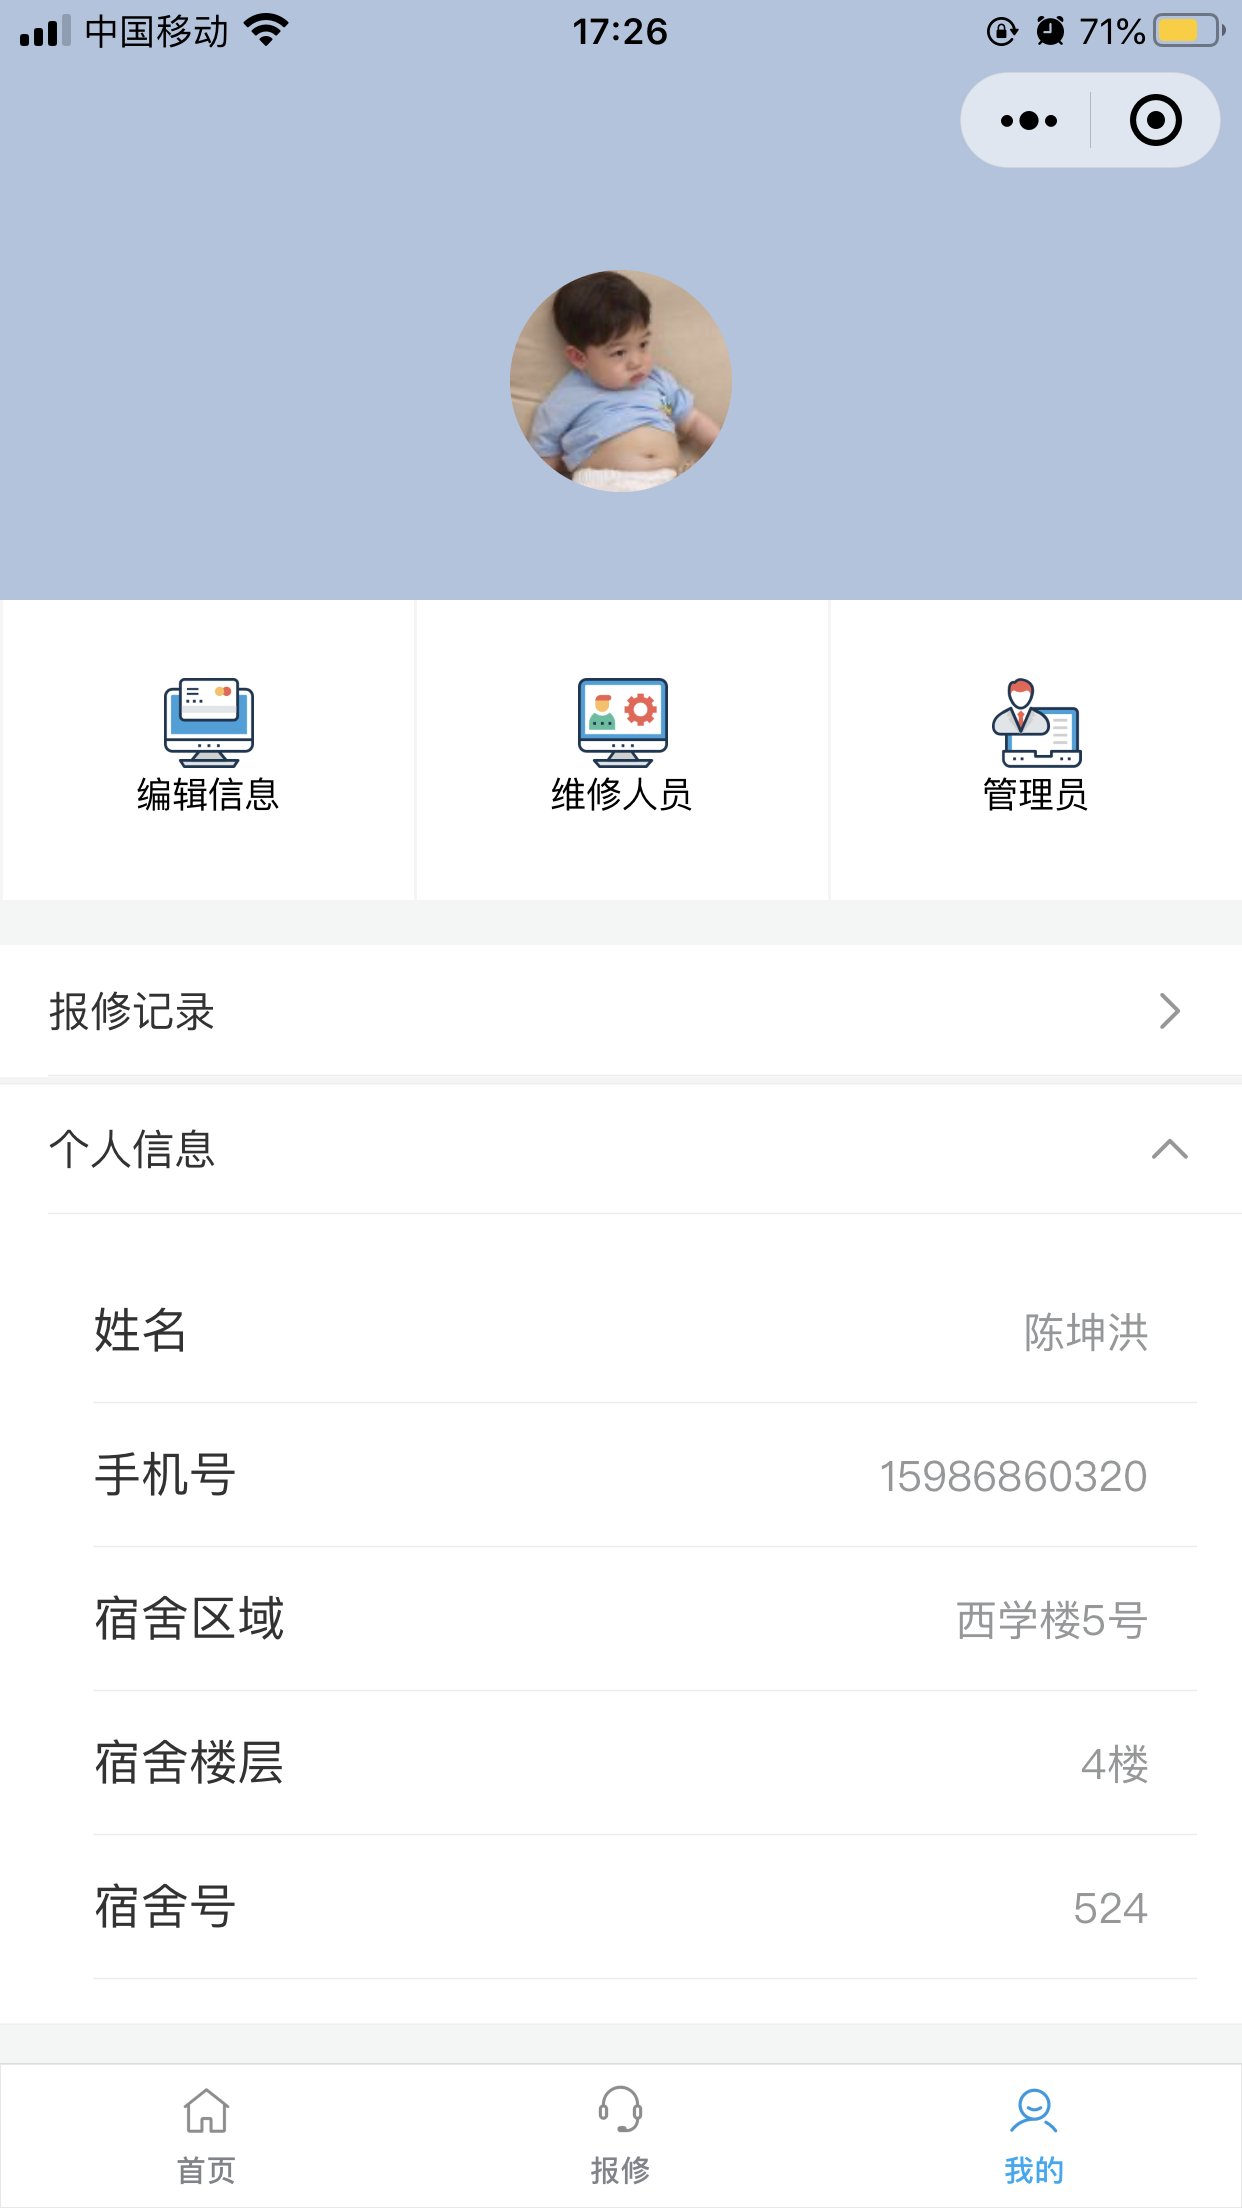 中国移动 17:26 71%
编辑信息 维修人员 管理员
报修记录
个人信息
姓名 陈坤洪
手机号 15986860320
宿舍区域 西学楼5号
宿舍楼层 4楼
宿舍号 524
首页 报修 我的